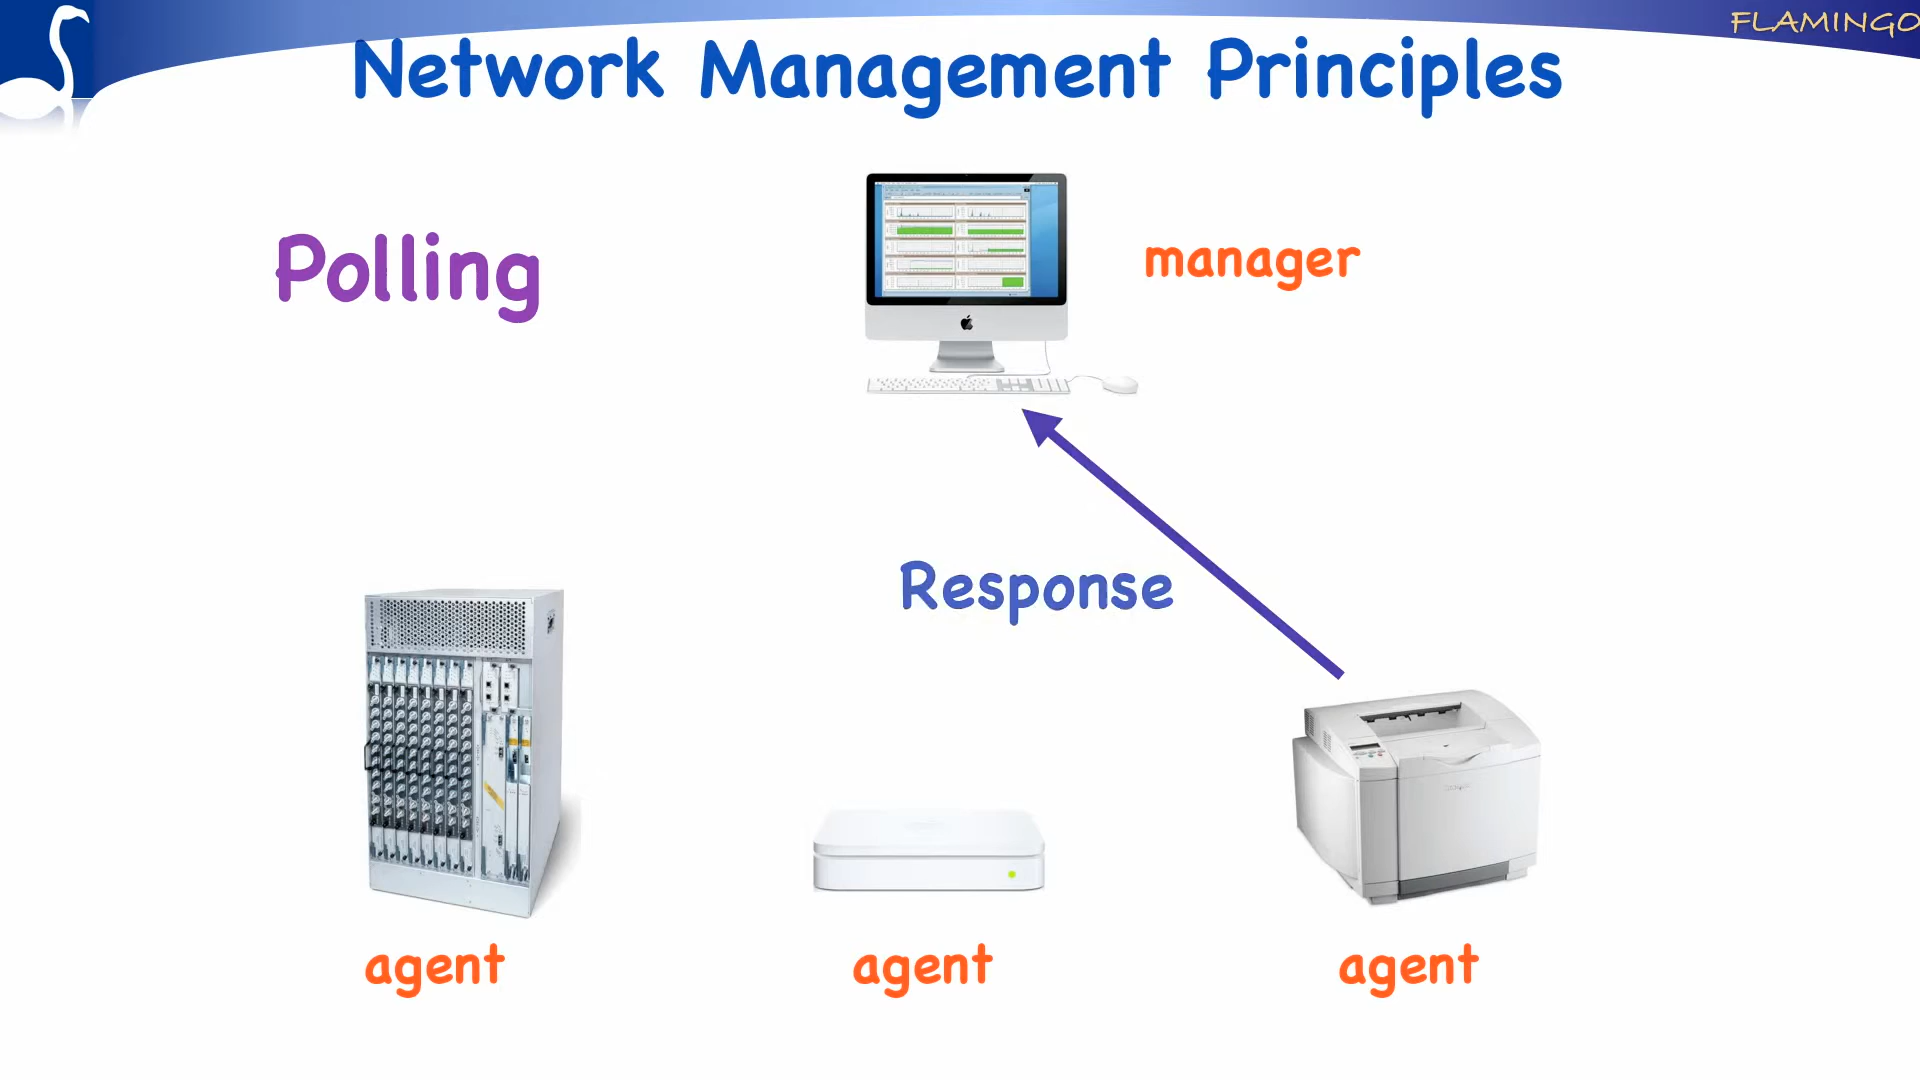 FLAMINGO
Network Management Principles
Polling
manager
Response
agent
agent
agent